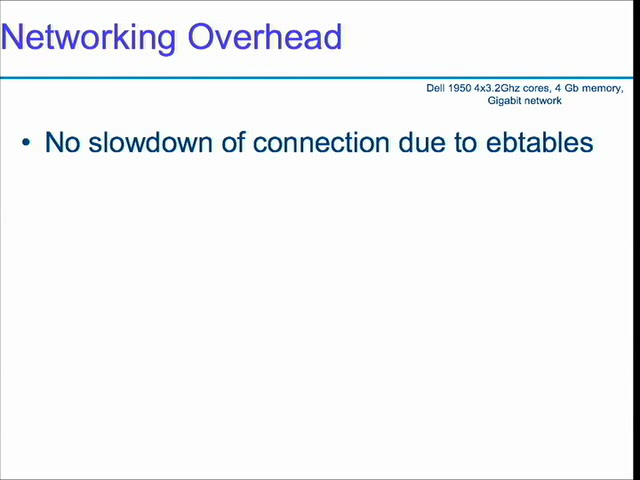 Networking Overhead
Dell 1950 4x3.2Ghz cores, 4 Gb memory,
Gigabit network
• No slowdown of connection due to ebtables